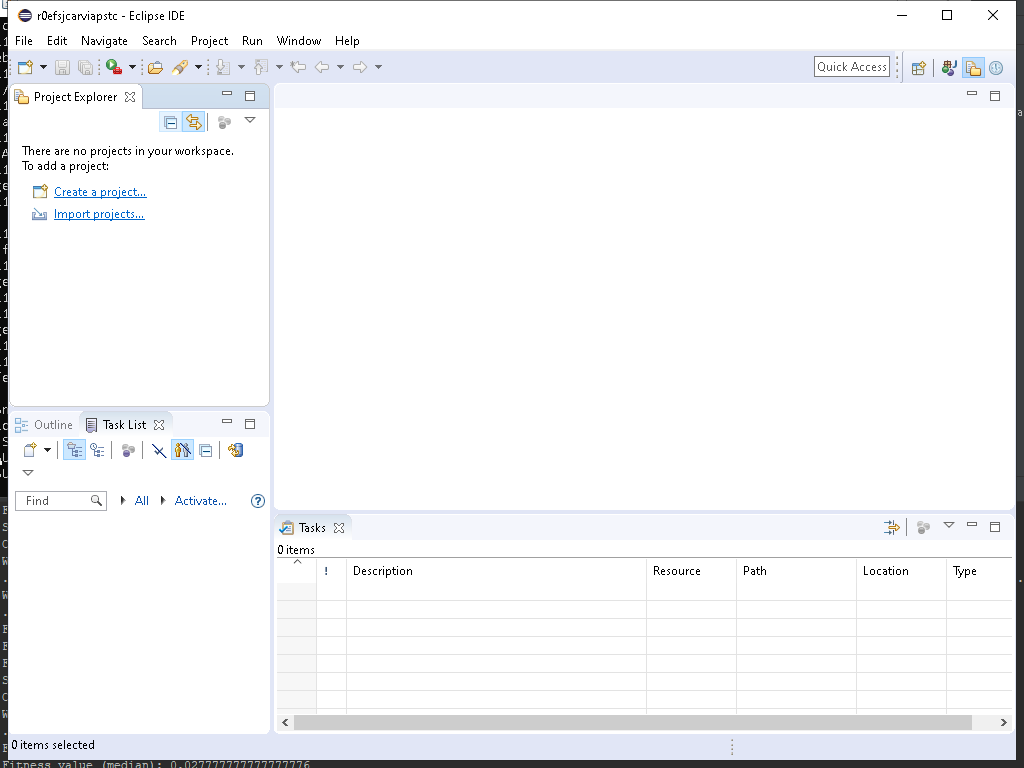 r0efsjcarviapstc - Eclipse IDE
File Edit Navigate Search Project Run Window Help
Quick Access
Project Explorer
There are no projects in your workspace.
To add a project:
Create a project...
Import projects...
Outline Task List
Find All Activate...
Tasks
0 items
! Description Resource Path Location Type
0 items selected
Fitness value (median): 0.027777777777777776